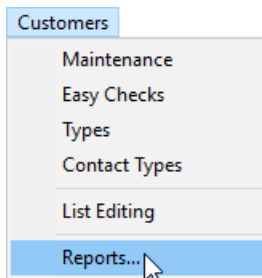 Customers
Maintenance
Easy Checks
Types
Contact Types
List Editing
Reports...